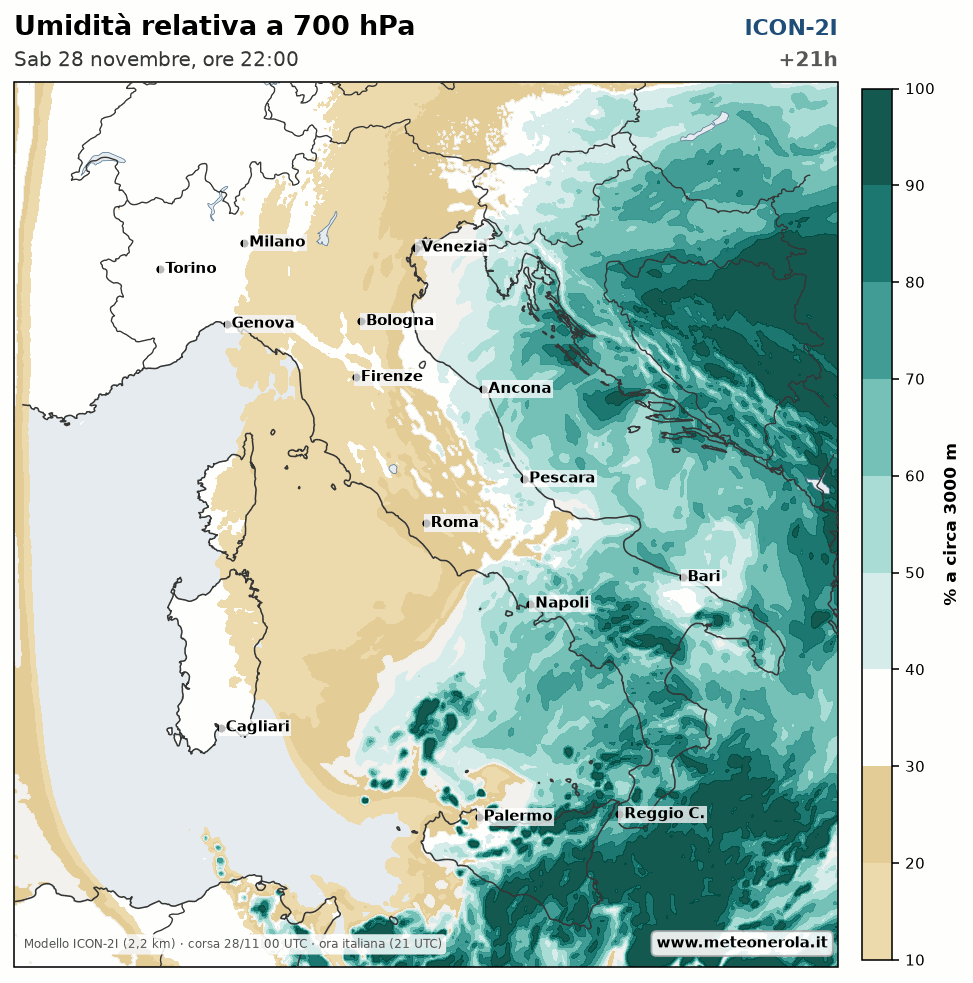 Umidità relativa a 700 hPa
ICON-2I
Sab 28 novembre, ore 22:00
+21h
Milano
Venezia
Torino
Genova
Bologna
Firenze
Ancona
Pescara
Roma
Bari
Napoli
Cagliari
Palermo
Reggio C.
Modello ICON-2I (2,2 km) · corsa 28/11 00 UTC · ora italiana (21 UTC)
www.meteonerola.it
100
90
80
70
60
50
40
30
20
10
% a circa 3000 m